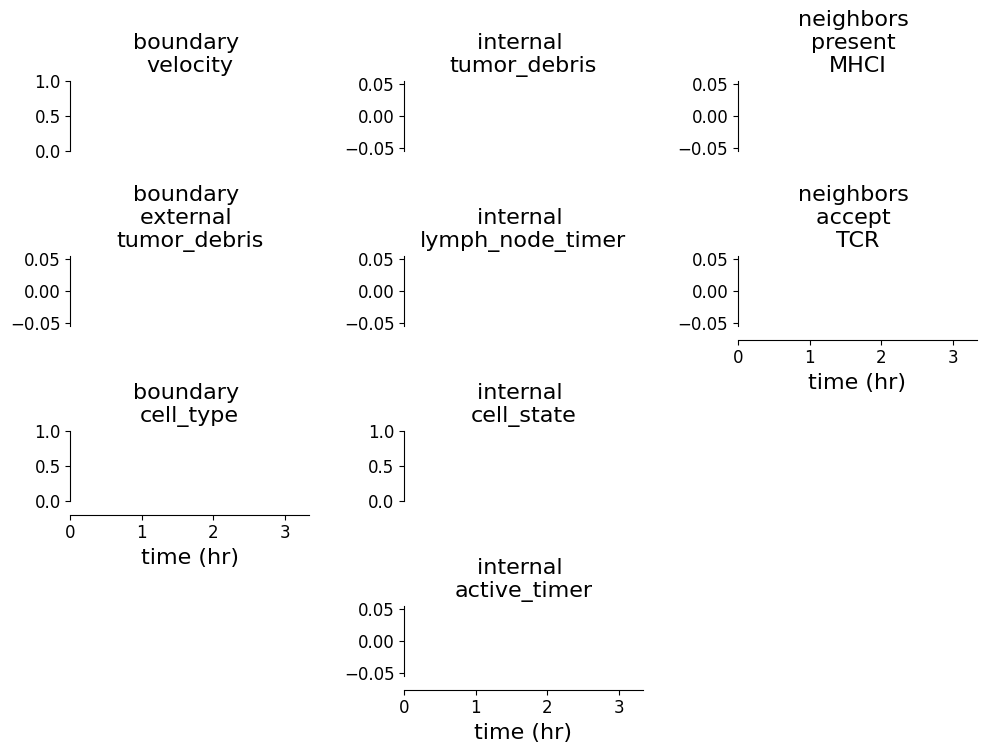 boundary
velocity
1.0
0.5
0.0
internal
tumor_debris
0.05
0.00
−0.05
neighbors
present
MHCI
0.05
0.00
−0.05
boundary
external
tumor_debris
0.05
0.00
−0.05
internal
lymph_node_timer
0.05
0.00
−0.05
neighbors
accept
TCR
0.05
0.00
−0.05
0 1 2 3
time (hr)
boundary
cell_type
1.0
0.5
0.0
0 1 2 3
time (hr)
internal
cell_state
1.0
0.5
0.0
internal
active_timer
0.05
0.00
−0.05
0 1 2 3
time (hr)